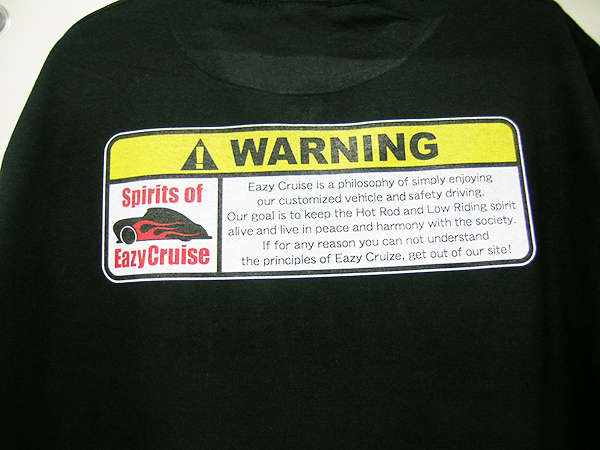 WARNING
Spirits of
EazyCruise
Eazy Cruise is a philosophy of simply enjoying
our customized vehicle and safety driving.
Our goal is to keep the Hot Rod and Low Riding spirit
alive and live in peace and harmony with the society.
If for any reason you can not understand
the principles of Eazy Cruize, get out of our site!